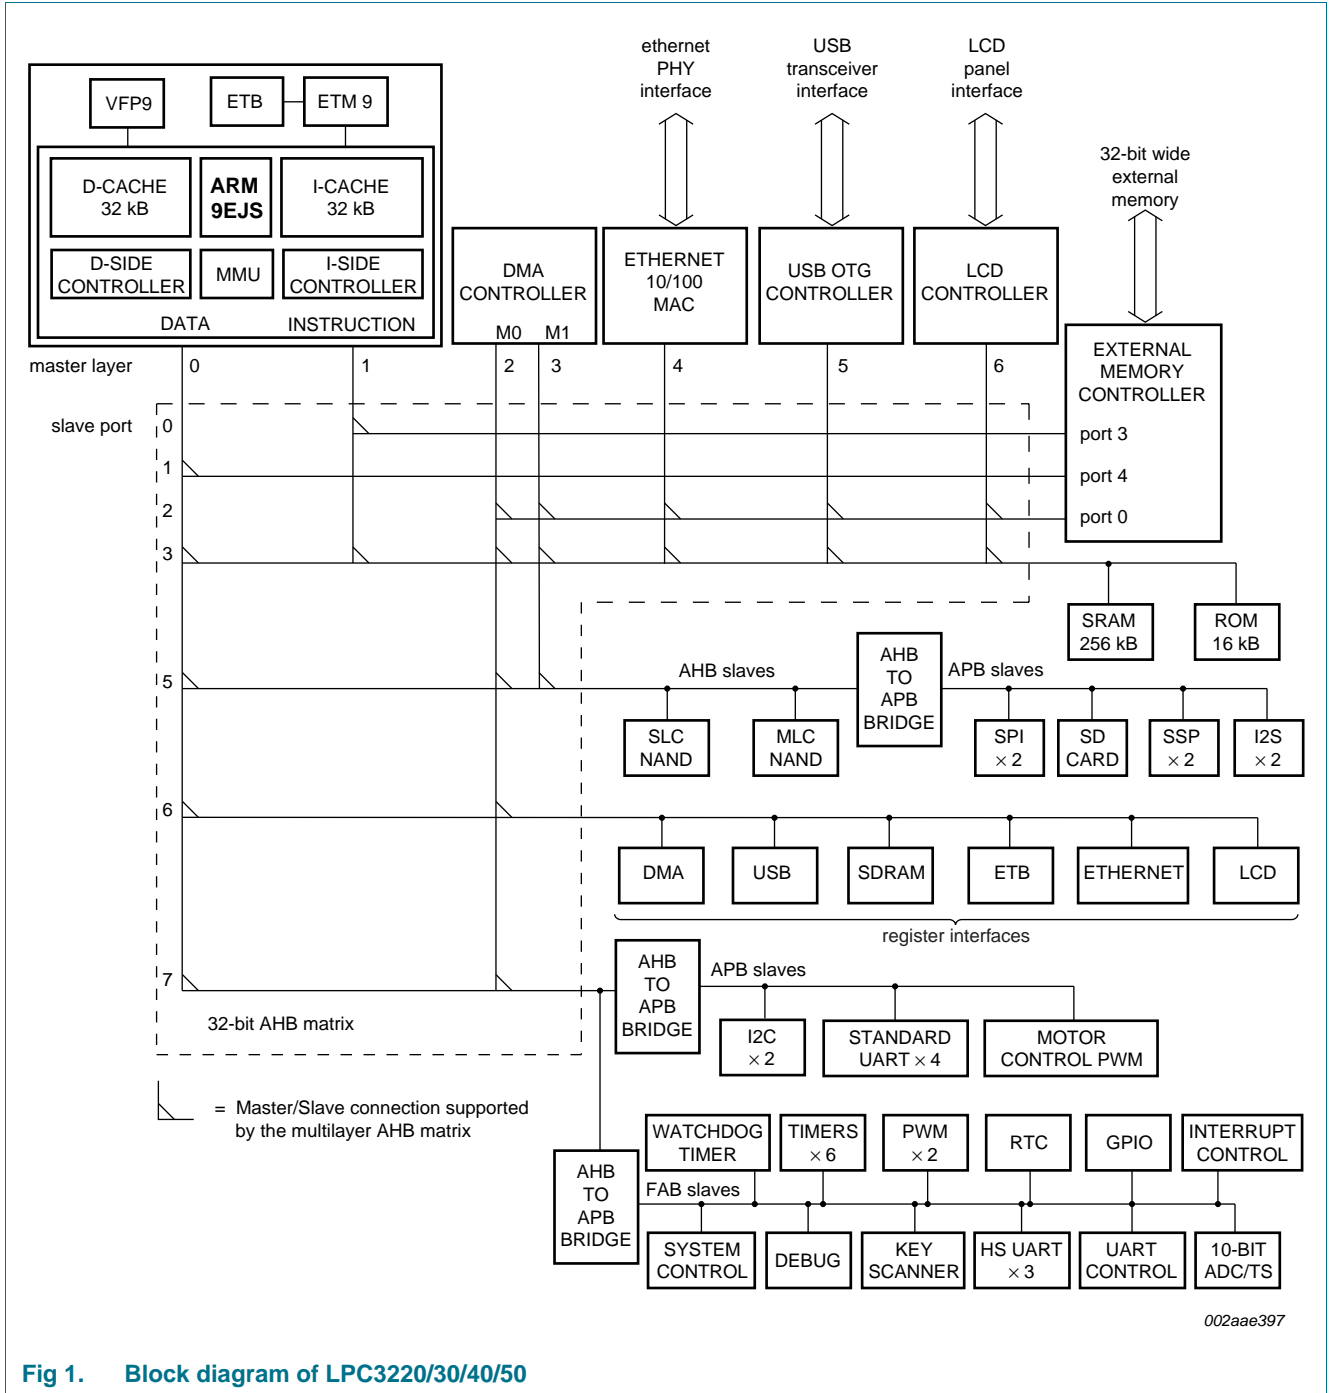 ethernet
PHY
interface
USB
transceiver
interface
LCD
panel
interface
32-bit wide
external
memory
VFP9
ETB
ETM 9
D-CACHE
32 kB
ARM
9EJS
I-CACHE
32 kB
D-SIDE
CONTROLLER
MMU
I-SIDE
CONTROLLER
DATA
INSTRUCTION
DMA
CONTROLLER
M0 M1
ETHERNET
10/100
MAC
USB OTG
CONTROLLER
LCD
CONTROLLER
EXTERNAL
MEMORY
CONTROLLER
port 3
port 4
port 0
master layer 0 1 2 3 4 5 6
slave port 0
1
2
3
SRAM
256 kB
ROM
16 kB
5
AHB slaves
AHB
TO
APB
BRIDGE
APB slaves
SLC
NAND
MLC
NAND
SPI
× 2
SD
CARD
SSP
× 2
I2S
× 2
6
DMA
USB
SDRAM
ETB
ETHERNET
LCD
register interfaces
7
AHB
TO
APB
BRIDGE
APB slaves
I2C
× 2
STANDARD
UART × 4
MOTOR
CONTROL PWM
32-bit AHB matrix
= Master/Slave connection supported
by the multilayer AHB matrix
AHB
TO
APB
BRIDGE
FAB slaves
WATCHDOG
TIMER
TIMERS
× 6
PWM
× 2
RTC
GPIO
INTERRUPT
CONTROL
SYSTEM
CONTROL
DEBUG
KEY
SCANNER
HS UART
× 3
UART
CONTROL
10-BIT
ADC/TS
002aae397
Fig 1. Block diagram of LPC3220/30/40/50